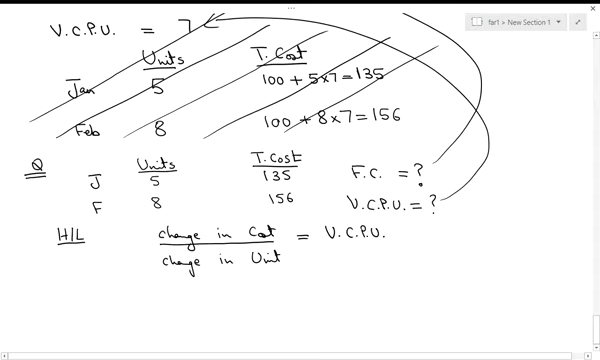 far1 > New Section 1
V.C.P.U. = 7
Units T. Cost
Jan 5 100 + 5x7 = 135
Feb 8 100 + 8x7 = 156
Q Units T.Cost
J 5 135 F.C. = ?
F 8 156 V.C.P.U. = ?
H/L change in Cost = V.C.P.U.
change in Unit